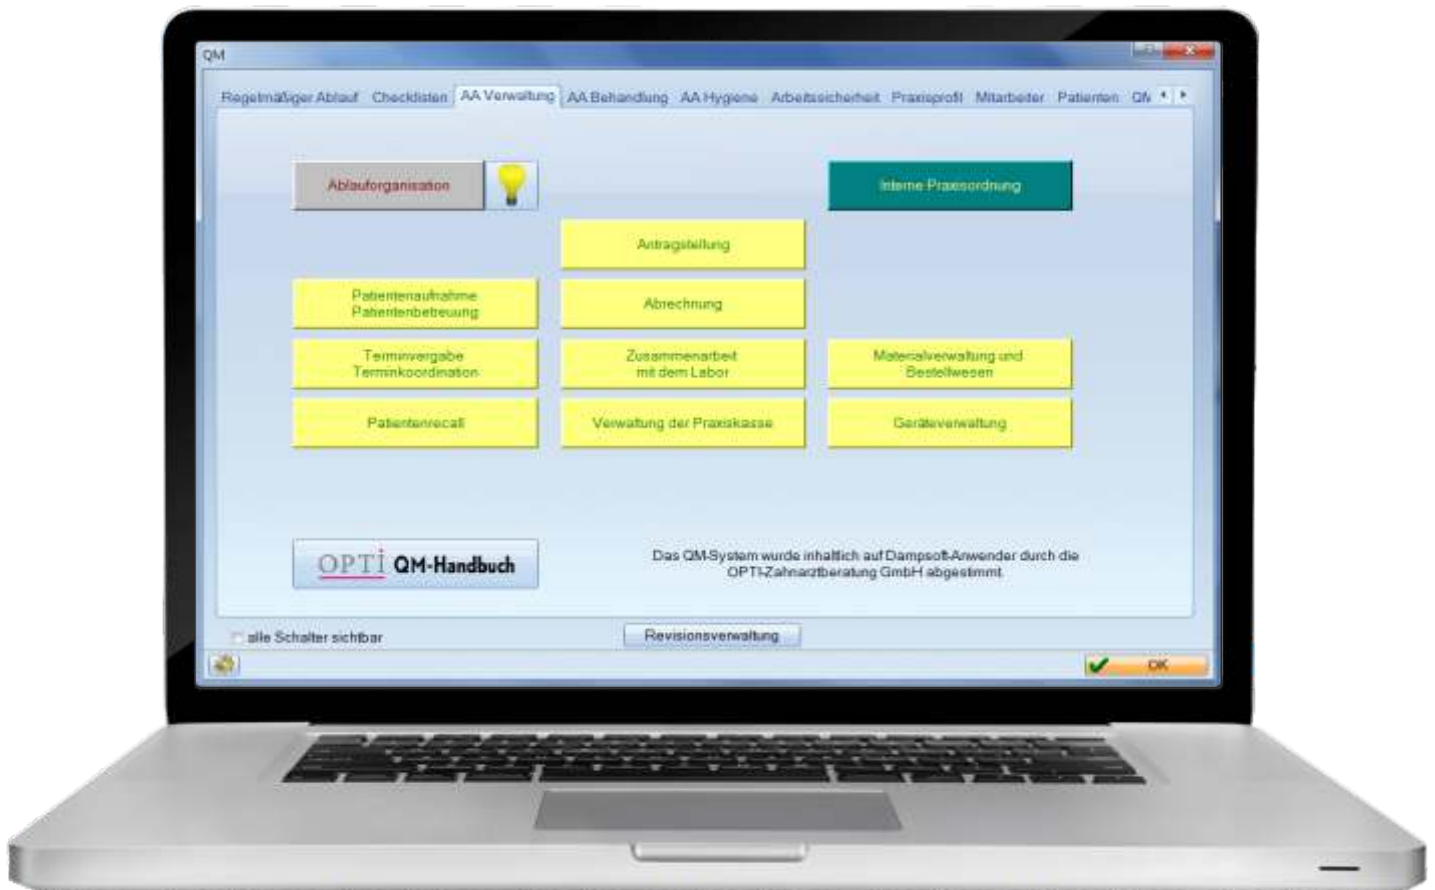 QM
Regelmäßiger Ablauf Checklisten AA Verwaltung AA Behandlung AA Hygiene Arbeitssicherheit Praxisprofil Mitarbeiter Patienten QM
Ablauforganisation
Interne Praxisordnung
Antragstellung
Patientenaufnahme
Patientenbetreuung
Abrechnung
Terminvergabe
Terminkoordination
Zusammenarbeit
mit dem Labor
Materialverwaltung und
Bestellwesen
Patientenrecall
Verwaltung der Praxiskasse
Geräteverwaltung
OPTI QM-Handbuch
Das QM-System wurde inhaltlich auf Dampsoft-Anwender durch die
OPTI-Zahnarztberatung GmbH abgestimmt.
alle Schalter sichtbar
Revisionsverwaltung
OK